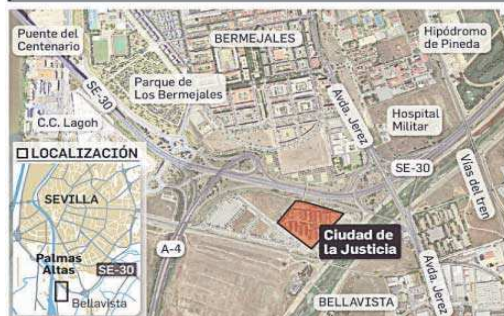 Puente del
Centenario
BERMEJALES
Hipódromo
de Pineda
SE-30
Parque de
Los Bermejales
Avda. Jerez
C.C. Lagoh
Hospital
Militar
LOCALIZACIÓN
SE-30
Vías del tren
SEVILLA
A-4
Ciudad de
la Justicia
Palmas
Altas
SE-30
Bellavista
BELLAVISTA
Avda. Jerez